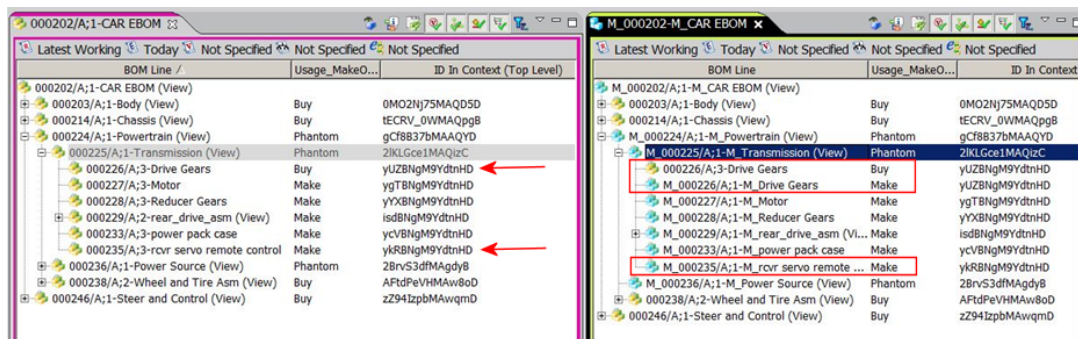 000202/A;1-CAR EBOM
Latest Working Today Not Specified Not Specified Not Specified
BOM Line Usage_MakeO... ID In Context (Top Level)
000202/A;1-CAR EBOM (View)
000203/A;1-Body (View) Buy 0MO2Nj75MAQD5D
000214/A;1-Chassis (View) Buy tECRV_0WMAQpgB
000224/A;1-Powertrain (View) Phantom gCf8B37bMAAQYD
000225/A;1-Transmission (View) Phantom 2lKLGce1MAQizC
000226/A;3-Drive Gears Buy yUZBNgM9YdtnHD
000227/A;3-Motor Make ygTBNgM9YdtnHD
000228/A;3-Reducer Gears Make yYXBNgM9YdtnHD
000229/A;2-rear_drive_asm (View) Make isdBNgM9YdtnHD
000233/A;3-power pack case Make ycVBNgM9YdtnHD
000235/A;3-rcvr servo remote control Make ykRBNgM9YdtnHD
000236/A;1-Power Source (View) Phantom 2BrvS3dfMAgdyB
000238/A;2-Wheel and Tire Asm (View) Buy AFtdPeVHMAw8oD
000246/A;1-Steer and Control (View) Buy zZ94IzpbMAwqmD
M_000202-M_CAR EBOM
Latest Working Today Not Specified Not Specified Not Specified
BOM Line Usage_MakeO... ID In Context
M_000202/A;1-M_CAR EBOM (View)
000203/A;1-Body (View) Buy 0MO2Nj75MAQD5D
000214/A;1-Chassis (View) Buy tECRV_0WMAQpgB
M_000224/A;1-M_Powertrain (View) Phantom gCf8B37bMAAQYD
M_000225/A;1-M_Transmission (View) Phantom 2lKLGce1MAQizC
000226/A;3-Drive Gears Buy yUZBNgM9YdtnHD
M_000226/A;1-M_Drive Gears Make yUZBNgM9YdtnHD
M_000227/A;1-M_Motor Make ygTBNgM9YdtnHD
M_000228/A;1-M_Reducer Gears Make yYXBNgM9YdtnHD
M_000229/A;1-M_rear_drive_asm (Vi... Make isdBNgM9YdtnHD
M_000233/A;1-M_power pack case Make ycVBNgM9YdtnHD
M_000235/A;1-M_rcvr servo remote ... Make ykRBNgM9YdtnHD
M_000236/A;1-M_Power Source (View) Phantom 2BrvS3dfMAgdyB
000238/A;2-Wheel and Tire Asm (View) Buy AFtdPeVHMAw8oD
000246/A;1-Steer and Control (View) Buy zZ94IzpbMAwqmD